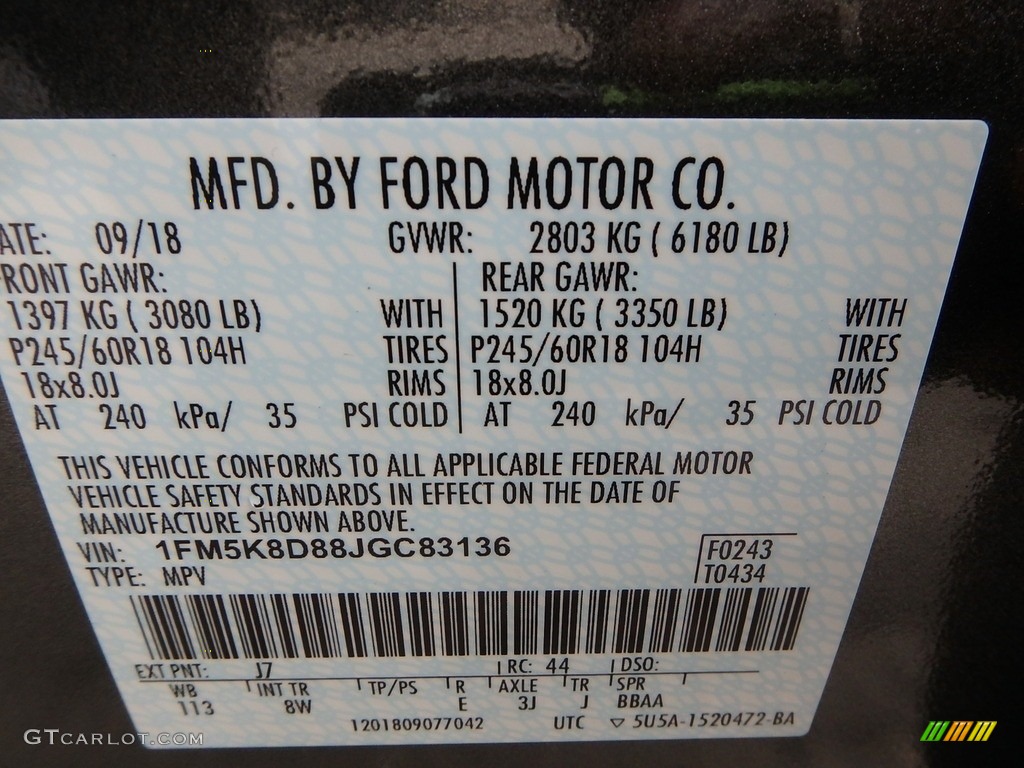 MFD. BY FORD MOTOR CO.
ATE: 09/18 GVWR: 2803 KG ( 6180 LB)
RONT GAWR: REAR GAWR:
1397 KG ( 3080 LB) WITH 1520 KG ( 3350 LB) WITH
P245/60R18 104H TIRES P245/60R18 104H TIRES
18x8.0J RIMS 18x8.0J RIMS
AT 240 kPa/ 35 PSI COLD AT 240 kPa/ 35 PSI COLD
THIS VEHICLE CONFORMS TO ALL APPLICABLE FEDERAL MOTOR
VEHICLE SAFETY STANDARDS IN EFFECT ON THE DATE OF
MANUFACTURE SHOWN ABOVE.
VIN: 1FM5K8D88JGC83136 F0243
TYPE: MPV T0434
EXT PNT: J7 RC: 44 DSO:
WB INT TR TP/PS R AXLE TR SPR
113 8W E 3J J BBAA
1201809077042 UTC ▽ 5U5A-1520472-BA
GTCARLOT.COM